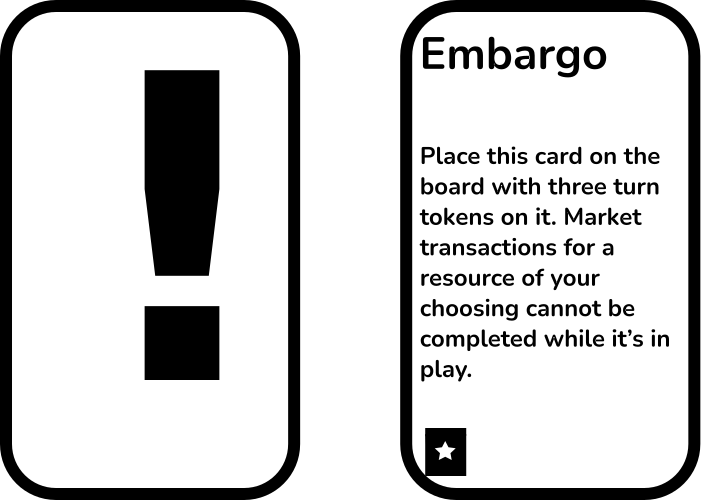 !
Embargo
Place this card on the
board with three turn
tokens on it. Market
transactions for a
resource of your
choosing cannot be
completed while it’s in
play.